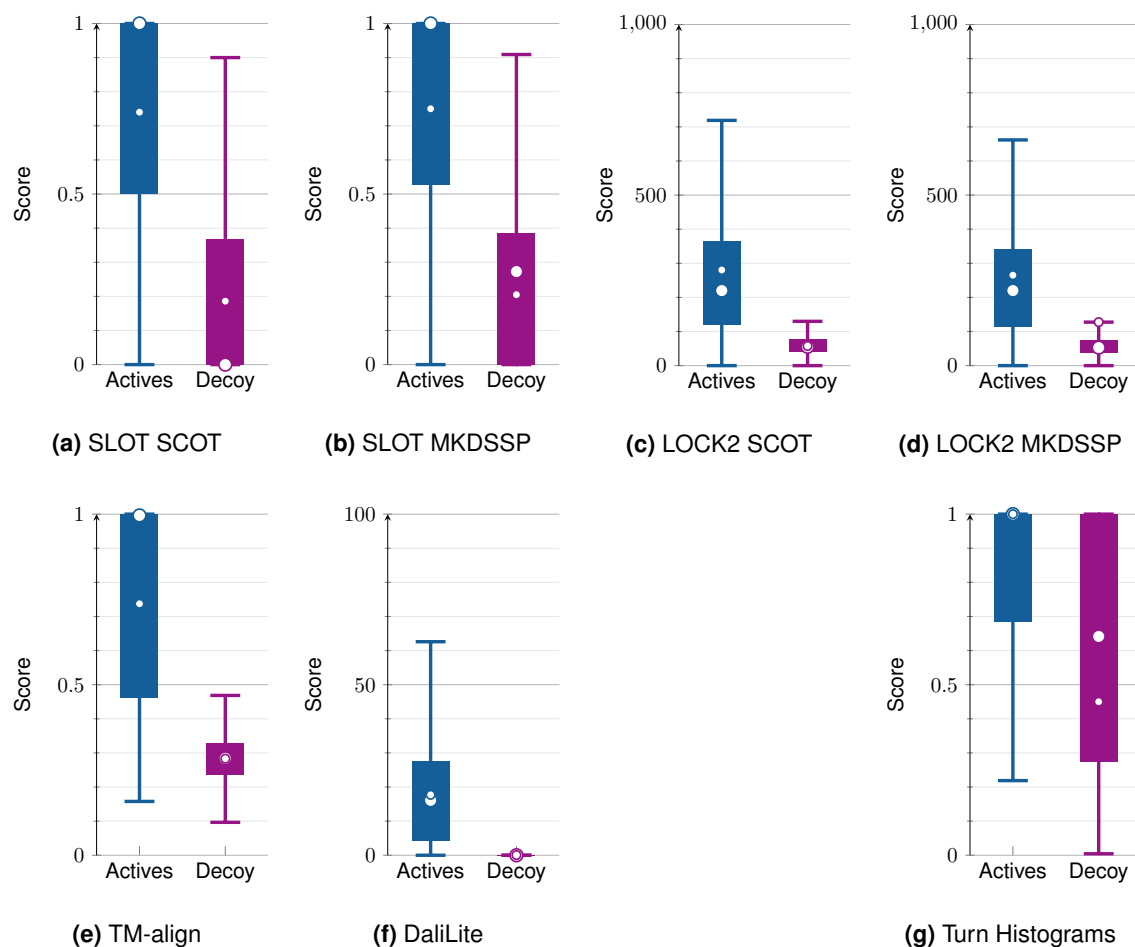 1
0.5
0
Score
Actives Decoy
(a) SLOT SCOT
1
0.5
0
Score
Actives Decoy
(b) SLOT MKDSSP
1,000
500
0
Score
Actives Decoy
(c) LOCK2 SCOT
1,000
500
0
Score
Actives Decoy
(d) LOCK2 MKDSSP
1
0.5
0
Score
Actives Decoy
(e) TM-align
100
50
0
Score
Actives Decoy
(f) DaliLite
1
0.5
0
Score
Actives Decoy
(g) Turn Histograms